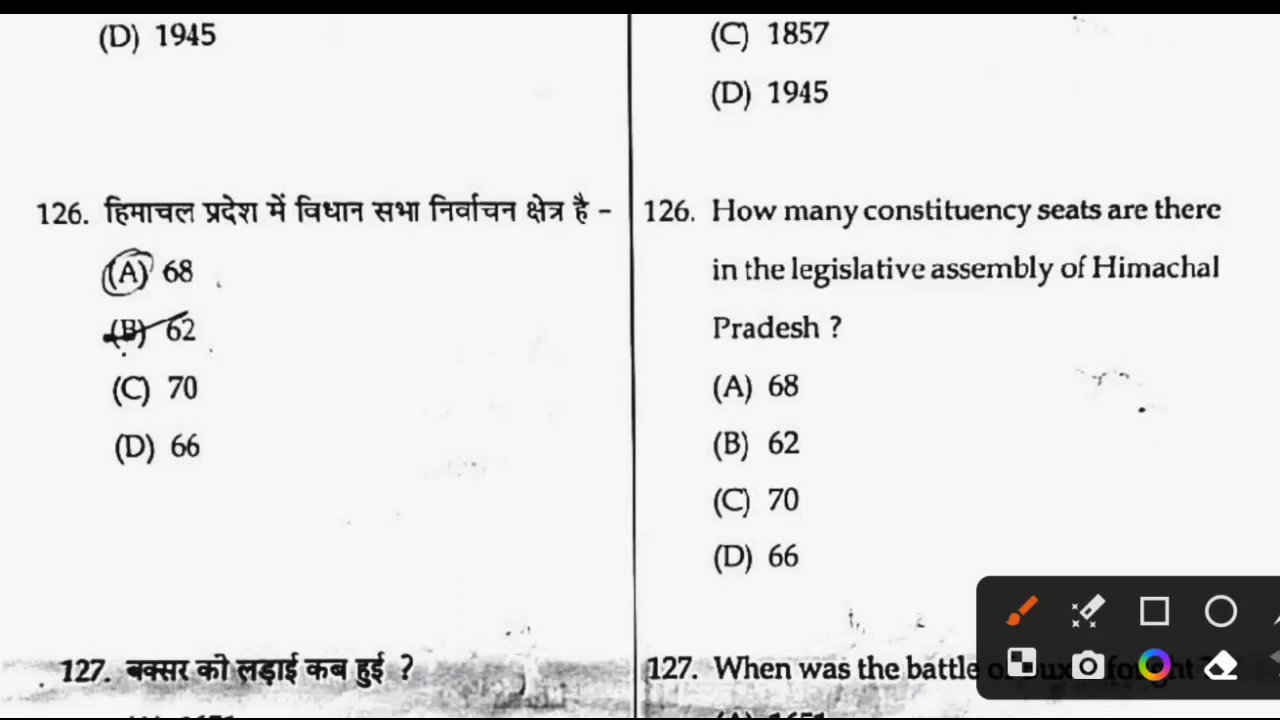 (D) 1945
126. हिमाचल प्रदेश में विधान सभा निर्वाचन क्षेत्र है -
(A) 68
(B) 62
(C) 70
(D) 66
127. बक्सर की लड़ाई कब हुई ?
(C) 1857
(D) 1945
126. How many constituency seats are there
in the legislative assembly of Himachal
Pradesh ?
(A) 68
(B) 62
(C) 70
(D) 66
127. When was the battle